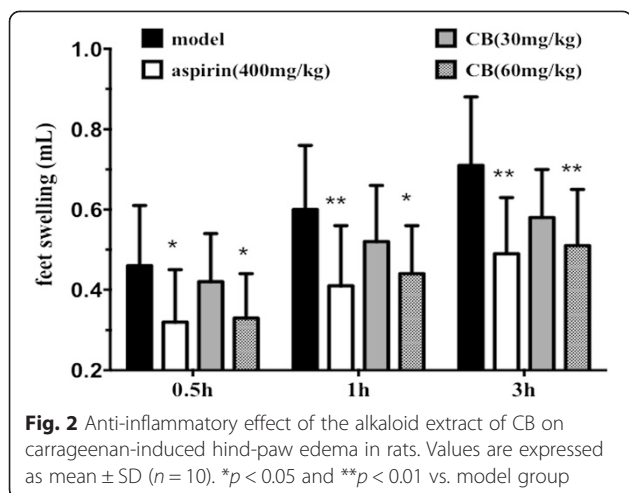 model
CB(30mg/kg)
aspirin(400mg/kg)
CB(60mg/kg)
feet swelling (mL)
1.0
0.8
0.6
0.4
0.2
* *
** *
** **
0.5h 1h 3h
Fig. 2 Anti-inflammatory effect of the alkaloid extract of CB on
carrageenan-induced hind-paw edema in rats. Values are expressed
as mean ± SD (n = 10). *p < 0.05 and **p < 0.01 vs. model group